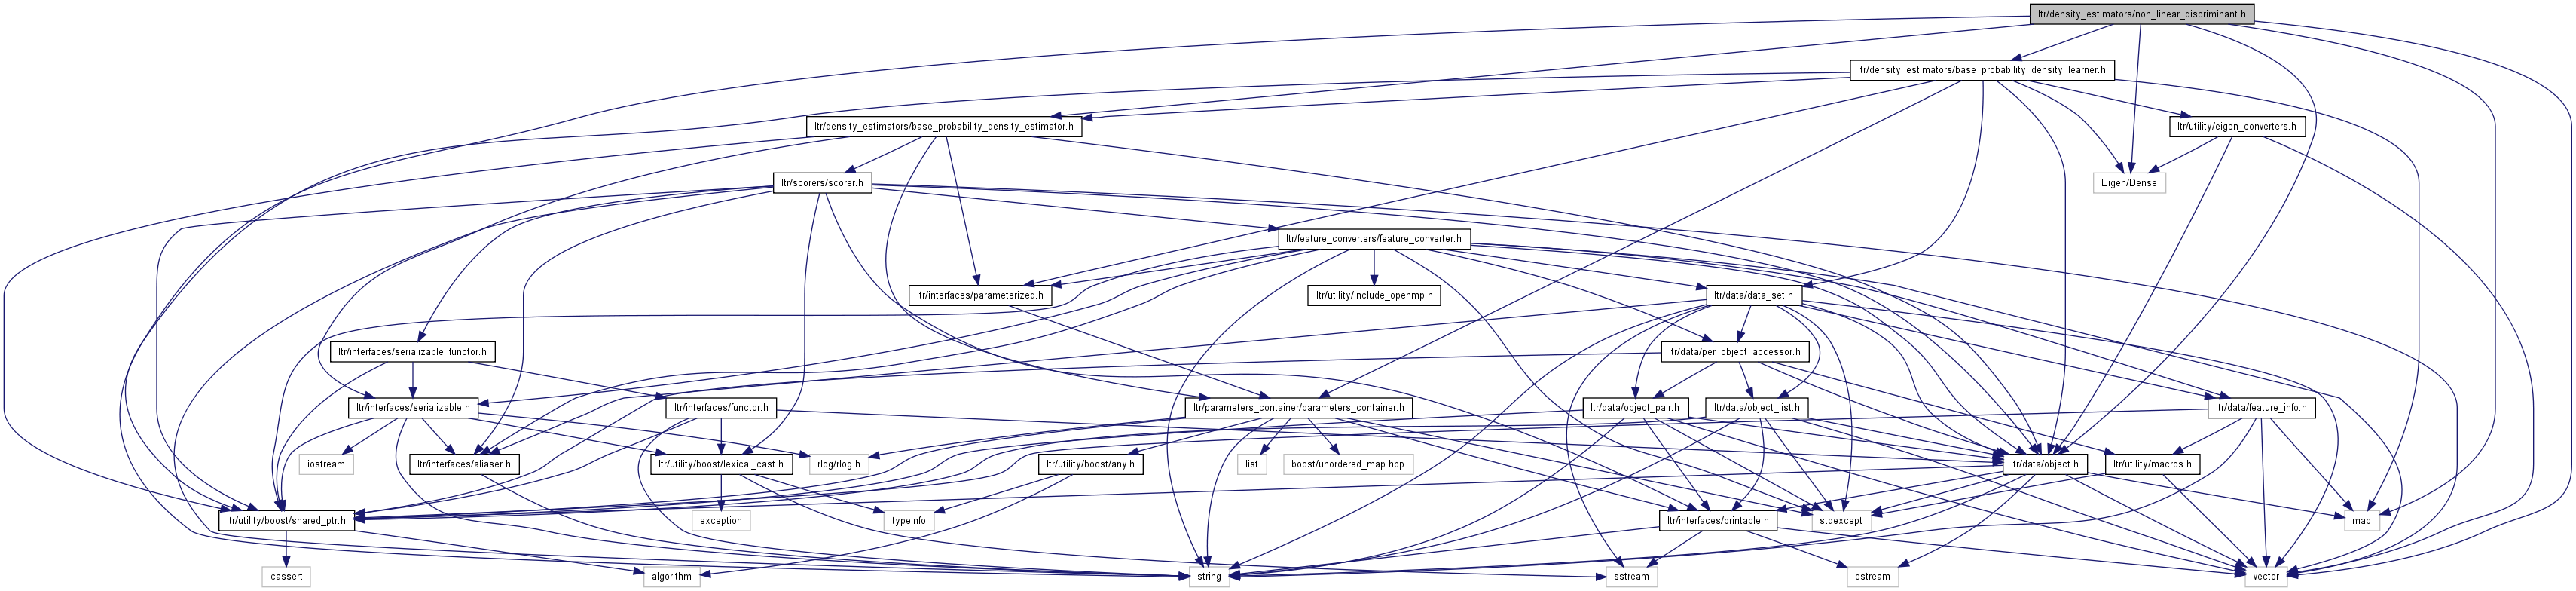 ltr/density_estimators/non_linear_discriminant.h
ltr/density_estimators/base_probability_density_learner.h
ltr/density_estimators/base_probability_density_estimator.h
ltr/utility/eigen_converters.h
ltr/scorers/scorer.h
Eigen/Dense
ltr/feature_converters/feature_converter.h
ltr/interfaces/parameterized.h
ltr/utility/include_openmp.h
ltr/data/data_set.h
ltr/interfaces/serializable_functor.h
ltr/data/per_object_accessor.h
ltr/interfaces/serializable.h
ltr/interfaces/functor.h
ltr/parameters_container/parameters_container.h
ltr/data/object_pair.h
ltr/data/object_list.h
ltr/data/feature_info.h
iostream
ltr/interfaces/aliaser.h
ltr/utility/boost/lexical_cast.h
rlog/rlog.h
ltr/utility/boost/any.h
list
boost/unordered_map.hpp
ltr/data/object.h
ltr/utility/macros.h
ltr/utility/boost/shared_ptr.h
exception
typeinfo
ltr/interfaces/printable.h
stdexcept
map
cassert
algorithm
string
sstream
ostream
vector